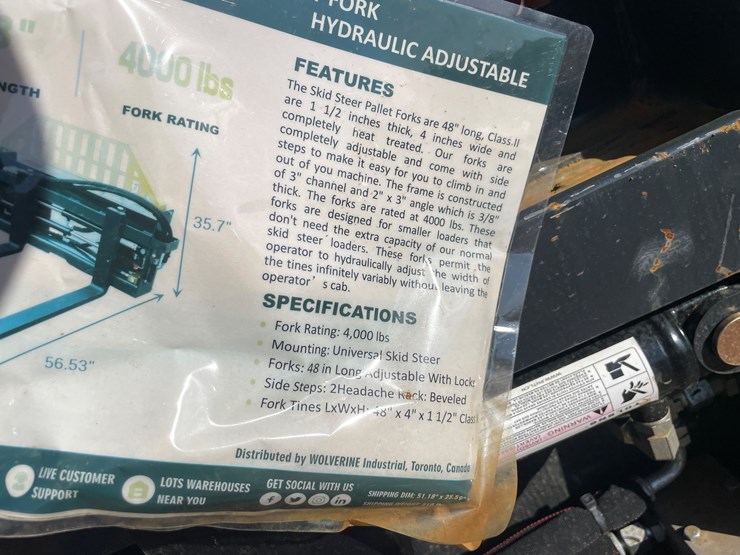 FORK
HYDRAULIC ADJUSTABLE
4000 lbs
FORK RATING
35.7"
56.53"
FEATURES
The Skid Steer Pallet Forks are 48" long, Class II
are 1 1/2 inches thick, 4 inches wide and
completely heat treated. Our forks are
completely adjustable and come with side
steps to make it easy for you to climb in and
out of you machine. The frame is constructed
of 3" channel and 2" x 3" angle which is 3/8"
thick. The forks are rated at 4000 lbs. These
forks are designed for smaller loaders that
don't need the extra capacity of our normal
skid steer loaders. These forks permit the
operator to hydraulically adjust the width of
the tines infinitely variably without leaving the
operator's cab.
SPECIFICATIONS
Fork Rating: 4,000 lbs
Mounting: Universal Skid Steer
Forks: 48 in Long Adjustable With Locks
Side Steps: 2Headache Rack: Beveled
Fork Tines LxWxH: 48" x 4" x 1 1/2" Class
Distributed by WOLVERINE Industrial, Toronto, Canada
LIVE CUSTOMER
SUPPORT
LOTS WAREHOUSES
NEAR YOU
GET SOCIAL WITH US
SHIPPING DIM: 51.18" x 25.59"
WARNING